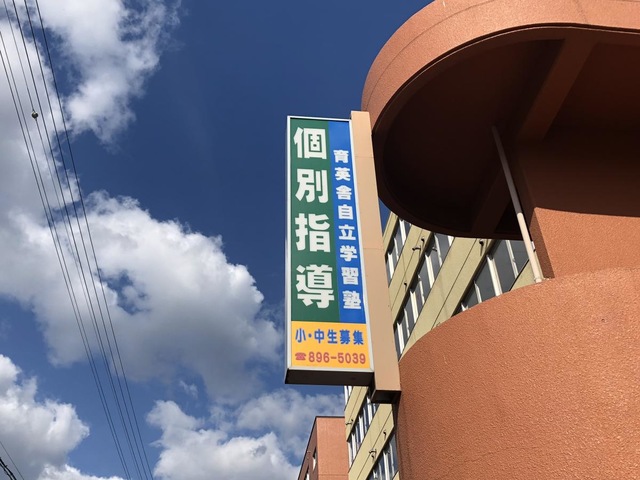 個別指導
育英舎自立学習塾
小・中生募集
☎896-5039